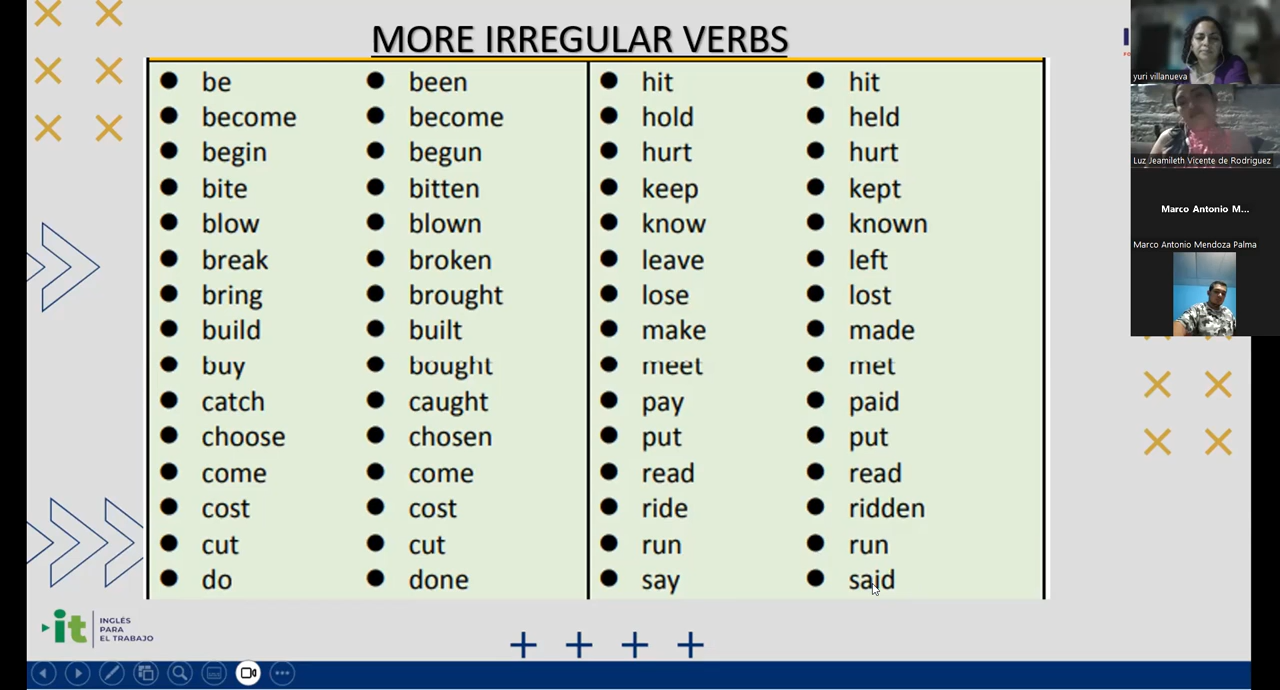 MORE IRREGULAR VERBS
be been hit hit
become become hold held
begin begun hurt hurt
bite bitten keep kept
blow blown know known
break broken leave left
bring brought lose lost
build built make made
buy bought meet met
catch caught pay paid
choose chosen put put
come come read read
cost cost ride ridden
cut cut run run
do done say said
it
INGLÉS
PARA
EL TRABAJO
yuri villanueva
Luz Jeamileth Vicente de Rodriguez
Marco Antonio M...
Marco Antonio Mendoza Palma